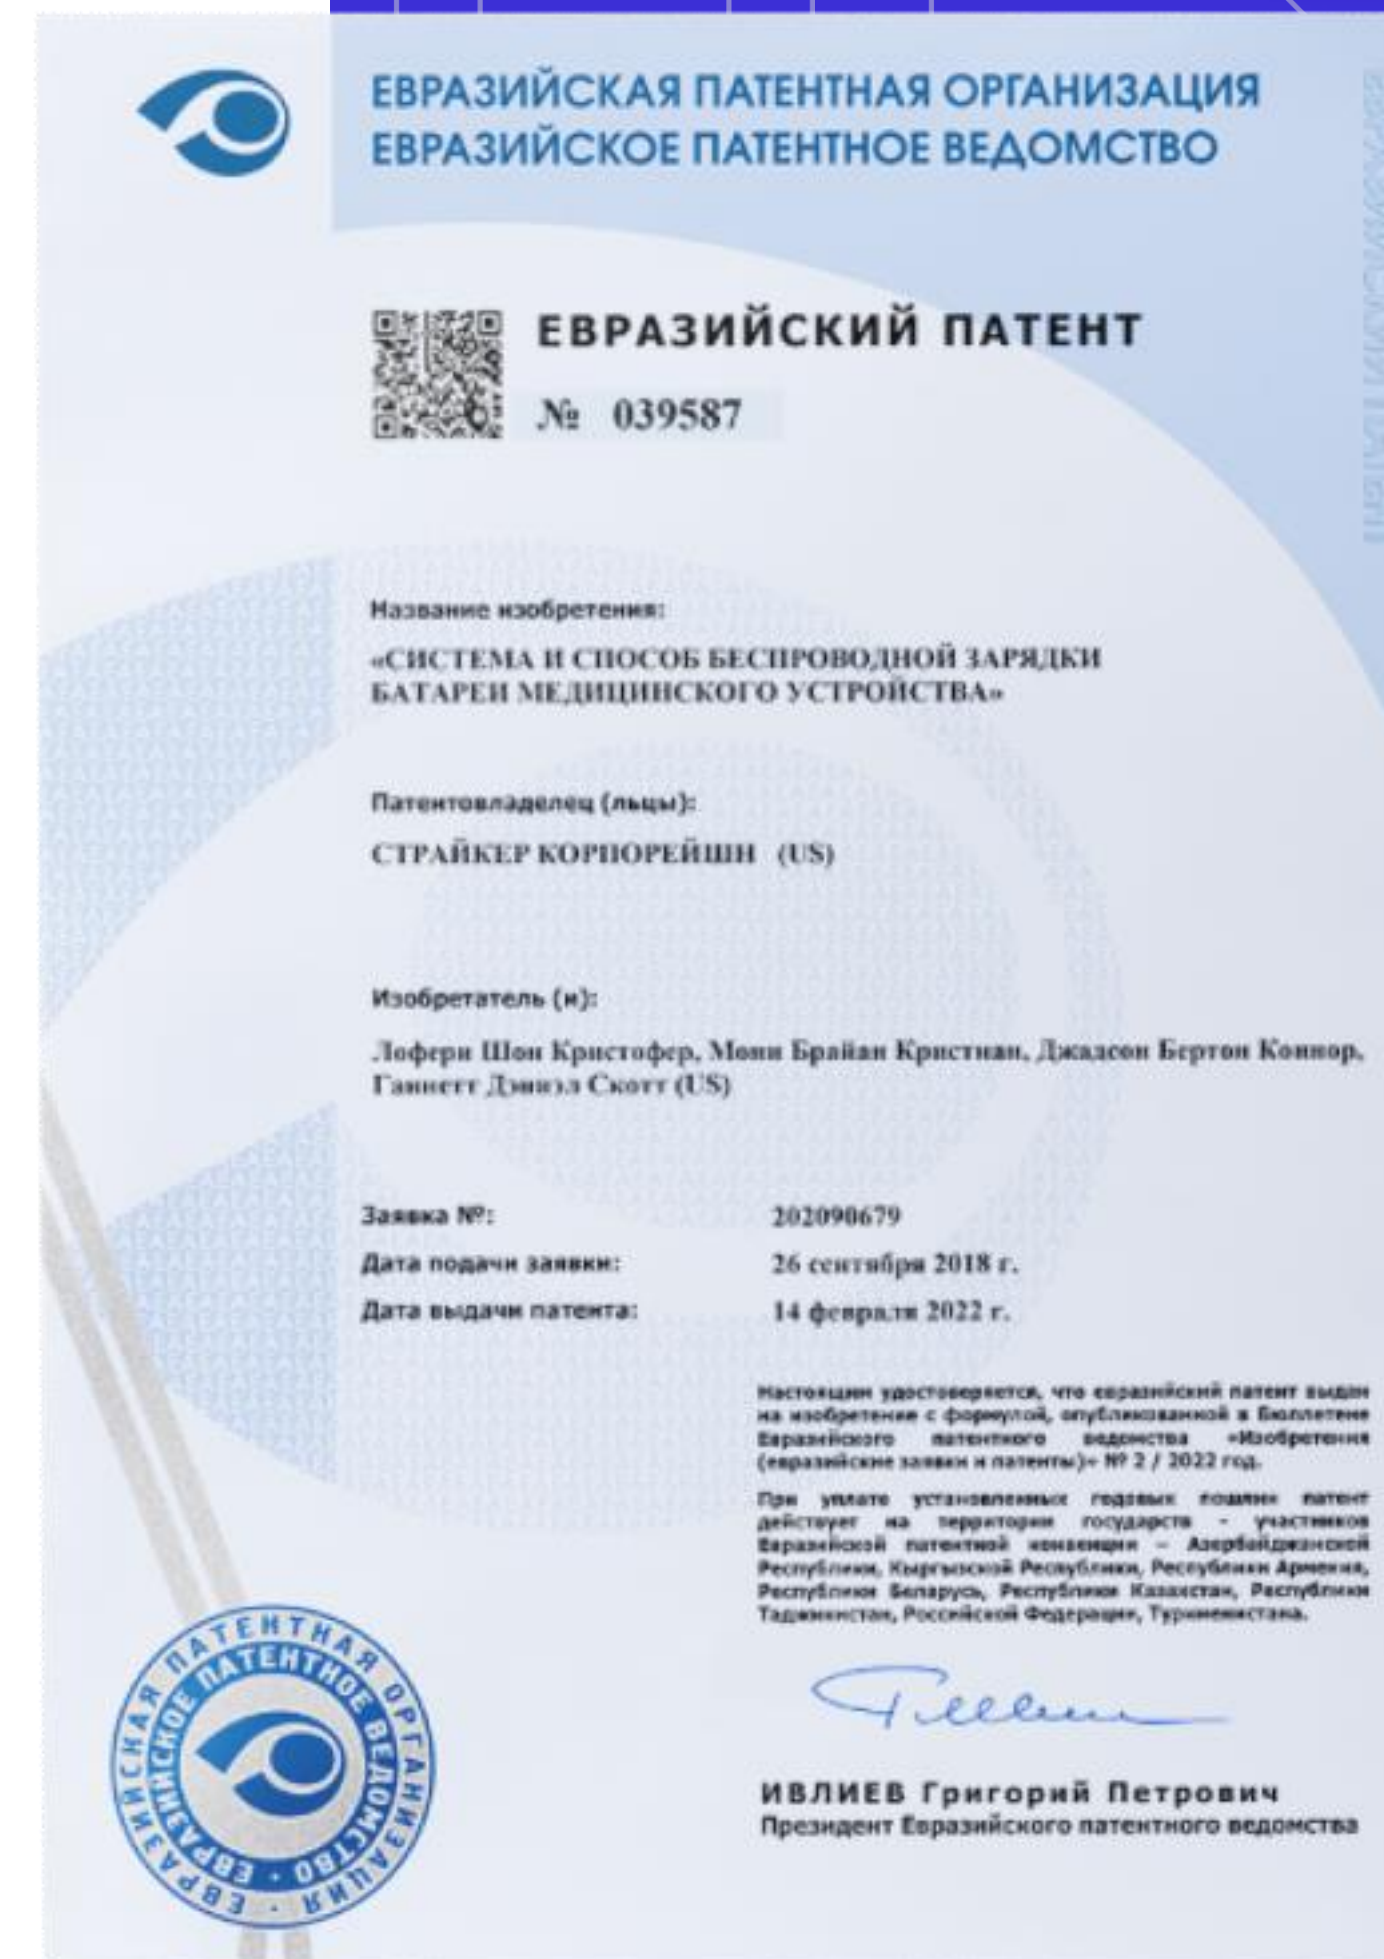 ЕВРАЗИЙСКАЯ ПАТЕНТНАЯ ОРГАНИЗАЦИЯ
ЕВРАЗИЙСКОЕ ПАТЕНТНОЕ ВЕДОМСТВО
ЕВРАЗИЙСКИЙ ПАТЕНТ
№ 039587
Название изобретения:
«СИСТЕМА И СПОСОБ БЕСПРОВОДНОЙ ЗАРЯДКИ
БАТАРЕИ МЕДИЦИНСКОГО УСТРОЙСТВА»
Патентовладелец (льцы):
СТРАЙКЕР КОРПОРЕЙШН (US)
Изобретатель (и):
Лофери Шон Кристофер, Мони Брайан Кристиан, Джадсон Бертон Коннор,
Ганнетт Дэниэл Скотт (US)
Заявка №: 202090679
Дата подачи заявки: 26 сентября 2018 г.
Дата выдачи патента: 14 февраля 2022 г.
Настоящим удостоверяется, что евразийский патент выдан
на изобретение с формулой, опубликованной в Бюллетене
Евразийского патентного ведомства «Изобретения
(евразийские заявки и патенты)» № 2 / 2022 год.
При уплате установленных годовых пошлин патент
действует на территории государств - участников
Евразийской патентной конвенции – Азербайджанской
Республики, Кыргызской Республики, Республики Армения,
Республики Беларусь, Республики Казахстан, Республики
Таджикистан, Российской Федерации, Туркменистана.
ИВЛИЕВ Григорий Петрович
Президент Евразийского патентного ведомства
ЕВРАЗИЙСКАЯ ПАТЕНТНАЯ ОРГАНИЗАЦИЯ
ЕВРАЗИЙСКОЕ ПАТЕНТНОЕ ВЕДОМСТВО